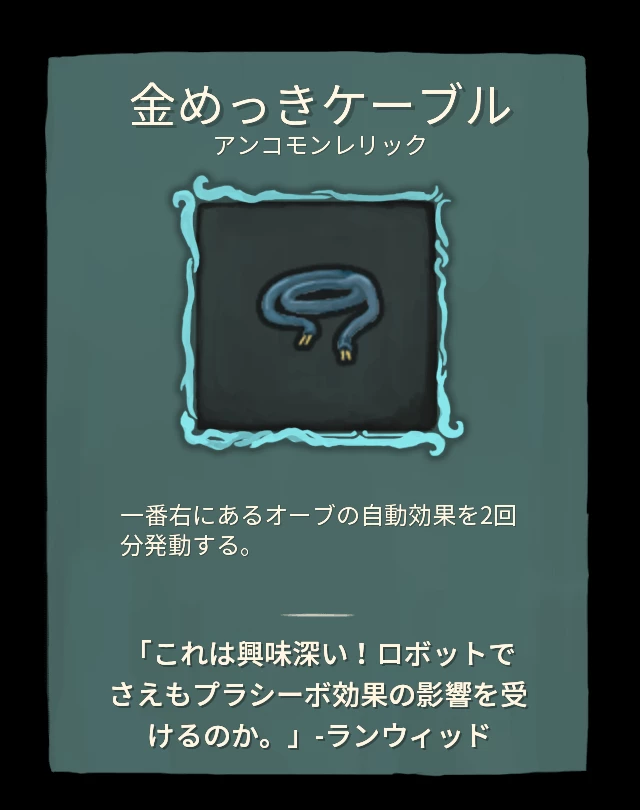 金めっきケーブル
アンコモンレリック
一番右にあるオーブの自動効果を2回
分発動する。
「これは興味深い！ロボットで
さえもプラシーボ効果の影響を受
けるのか。」-ランウィッド